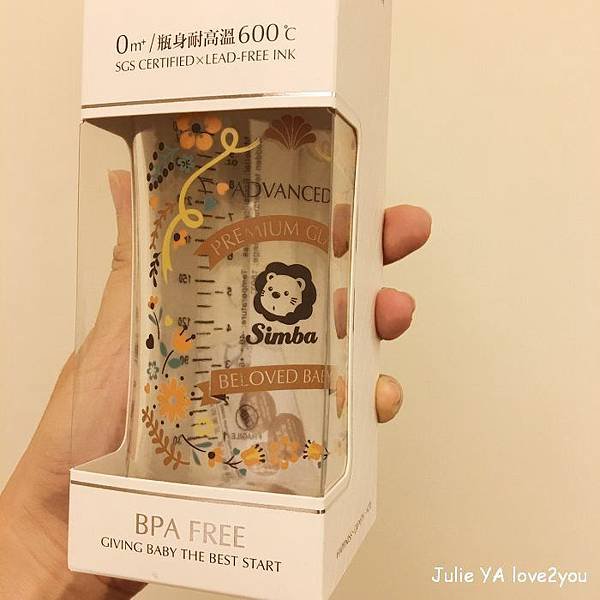 0m+/瓶身耐高溫600℃
SGS CERTIFIED×LEAD-FREE INK
ADVANCED
PREMIUM GL
Simba
BELOVED BABY
BPA FREE
GIVING BABY THE BEST START
Julie YA love2you